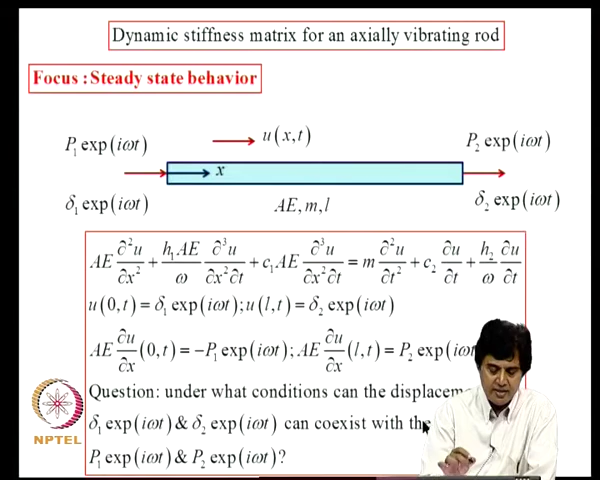 Dynamic stiffness matrix for an axially vibrating rod
Focus : Steady state behavior
P₁ exp(iωt)
u(x,t)
P₂ exp(iωt)
x
δ₁ exp(iωt)
AE, m, l
δ₂ exp(iωt)
AE ∂²u/∂x² + h₁AE/ω ∂³u/∂x²∂t + c₁AE ∂³u/∂x²∂t = m ∂²u/∂t² + c₂ ∂u/∂t + h₂/ω ∂u/∂t
u(0,t) = δ₁ exp(iωt); u(l,t) = δ₂ exp(iωt)
AE ∂u/∂x (0,t) = −P₁ exp(iωt); AE ∂u/∂x (l,t) = P₂ exp(iωt
Question: under what conditions can the
δ₁ exp(iωt) & δ₂ exp(iωt) can coexist with
P₁ exp(iωt) & P₂ exp(iωt)?
NPTEL